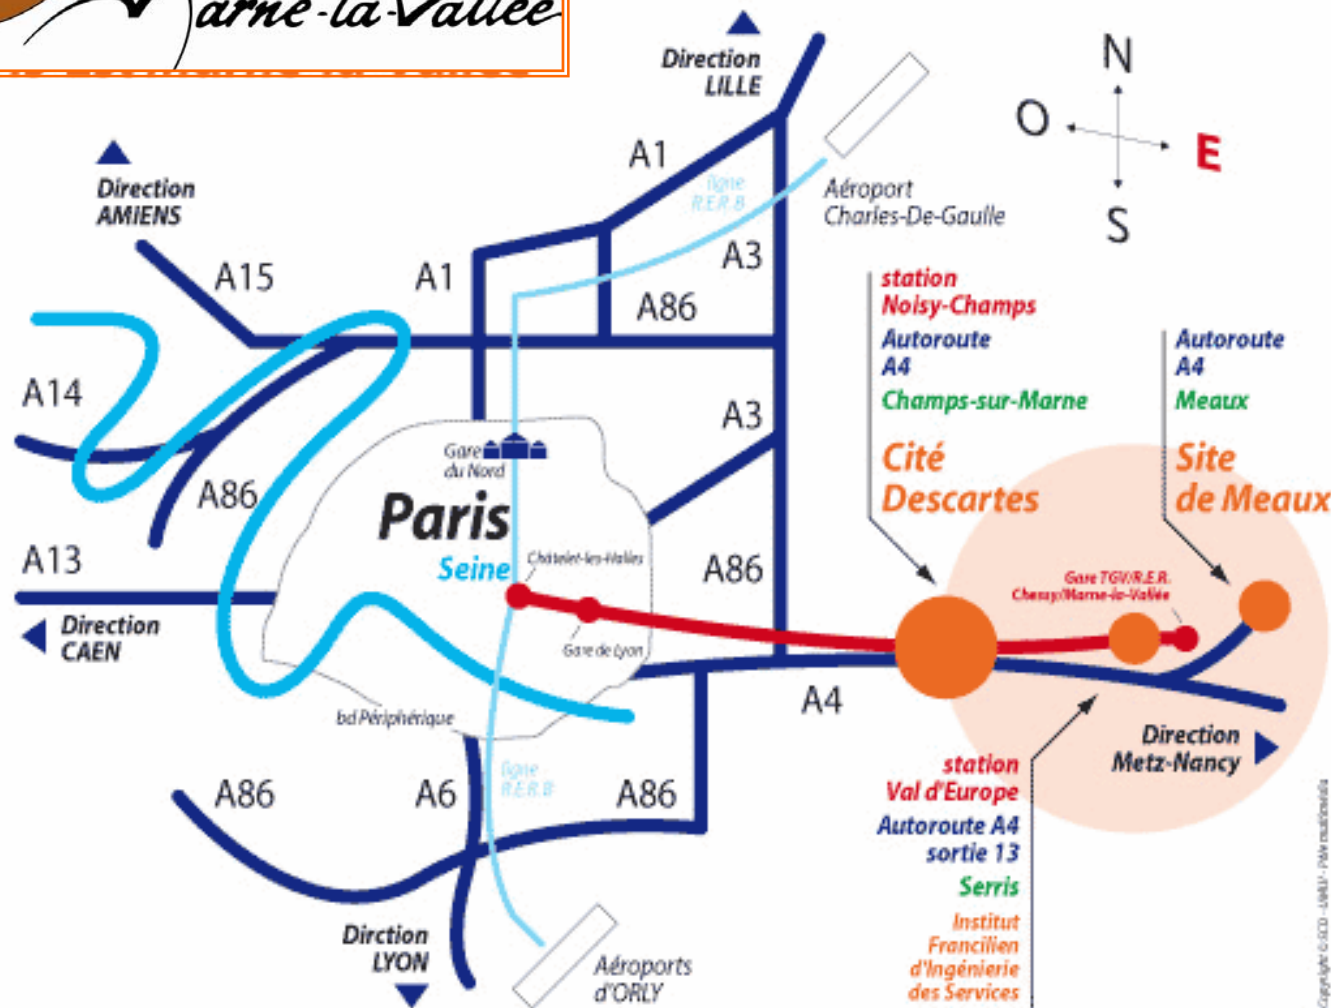 arne-la-Vallée
Direction
LILLE
N
O
E
S
A1
ligne
R.E.R.B
Aéroport
Charles-De-Gaulle
Direction
AMIENS
A15
A1
A3
A86
station
Noisy-Champs
Autoroute
A4
Champs-sur-Marne
Cité
Descartes
Autoroute
A4
Meaux
Site
de Meaux
A14
A3
Gare
du Nord
A86
Paris
Seine
Châtelet-les-Halles
A13
A86
Gare TGV/R.E.R.
Chessy/Marne-la-Vallée
Direction
CAEN
Gare de Lyon
A4
bd Périphérique
Direction
Metz-Nancy
A86
A6
ligne
R.E.R.B
A86
station
Val d'Europe
Autoroute A4
sortie 13
Serris
Institut
Francilien
d'Ingénierie
des Services
Dirction
LYON
Aéroports
d'ORLY